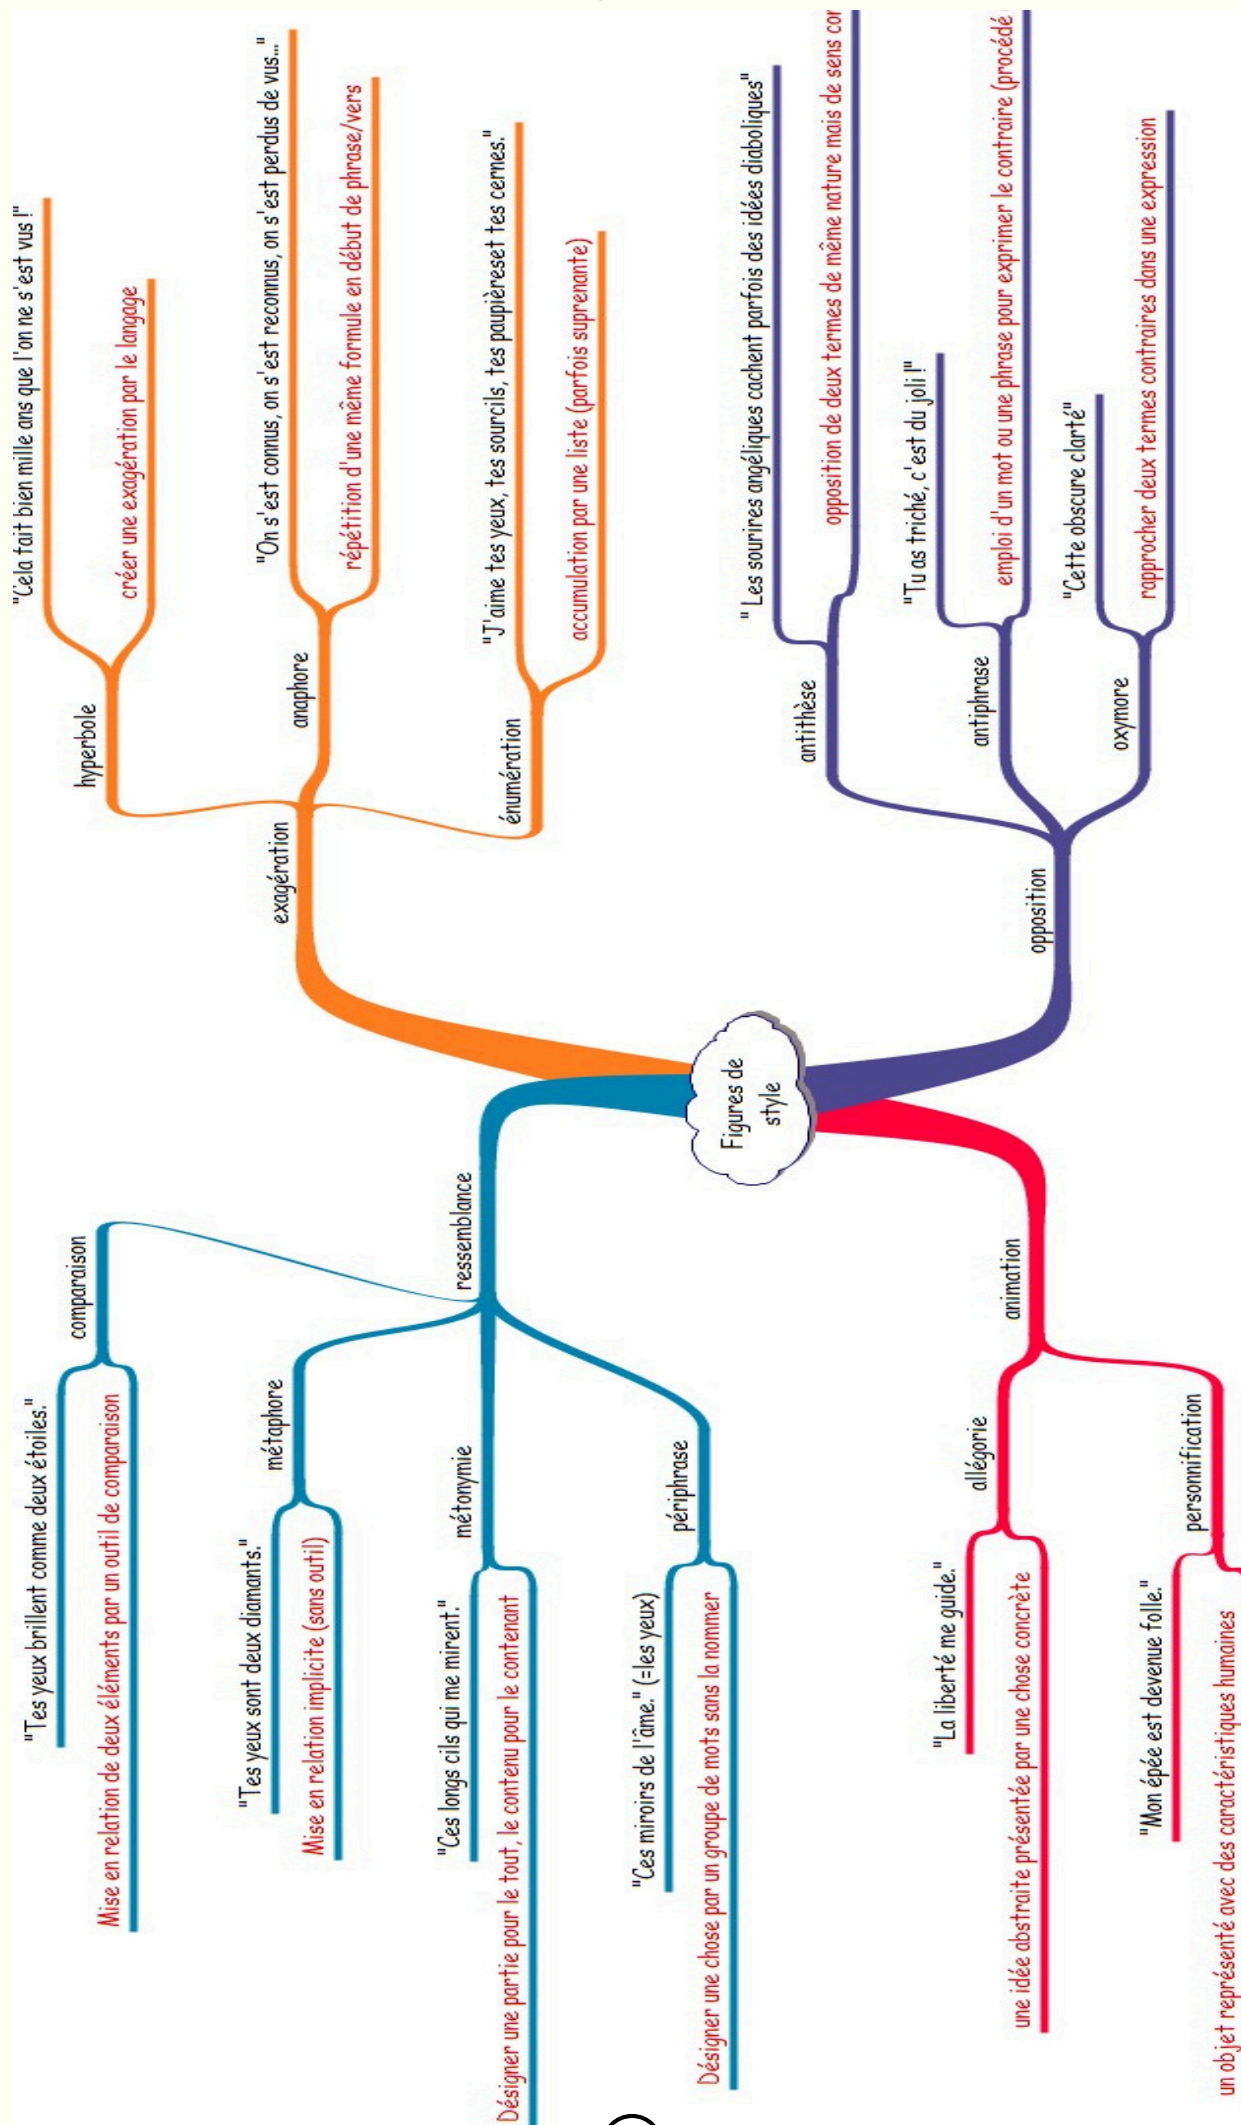 Figures de
style
ressemblance
comparaison
"Tes yeux brillent comme deux étoiles."
Mise en relation de deux éléments par un outil de comparaison
métaphore
"Tes yeux sont deux diamants."
Mise en relation implicite (sans outil)
métonymie
"Ces longs cils qui me mirent."
Désigner une partie pour le tout, le contenu pour le contenant
périphrase
"Ces miroirs de l'âme." (=les yeux)
Désigner une chose par un groupe de mots sans la nommer
animation
allégorie
"La liberté me guide."
une idée abstraite présentée par une chose concrète
personnification
"Mon épée est devenue folle."
un objet représenté avec des caractéristiques humaines
exagération
hyperbole
"Cela fait bien mille ans que l'on ne s'est vus !"
créer une exagération par le langage
anaphore
"On s'est connus, on s'est reconnus, on s'est perdus de vus..."
répétition d'une même formule en début de phrase/vers
énumération
"J'aime tes yeux, tes sourcils, tes paupièreset tes cernes."
accumulation par une liste (parfois suprenante)
opposition
antithèse
" Les sourires angéliques cachent parfois des idées diaboliques"
opposition de deux termes de même nature mais de sens
antiphrase
"Tu as triché, c'est du joli !"
emploi d'un mot ou une phrase pour exprimer le contraire (procédé
oxymore
"Cette obscure clarté"
rapprocher deux termes contraires dans une expression